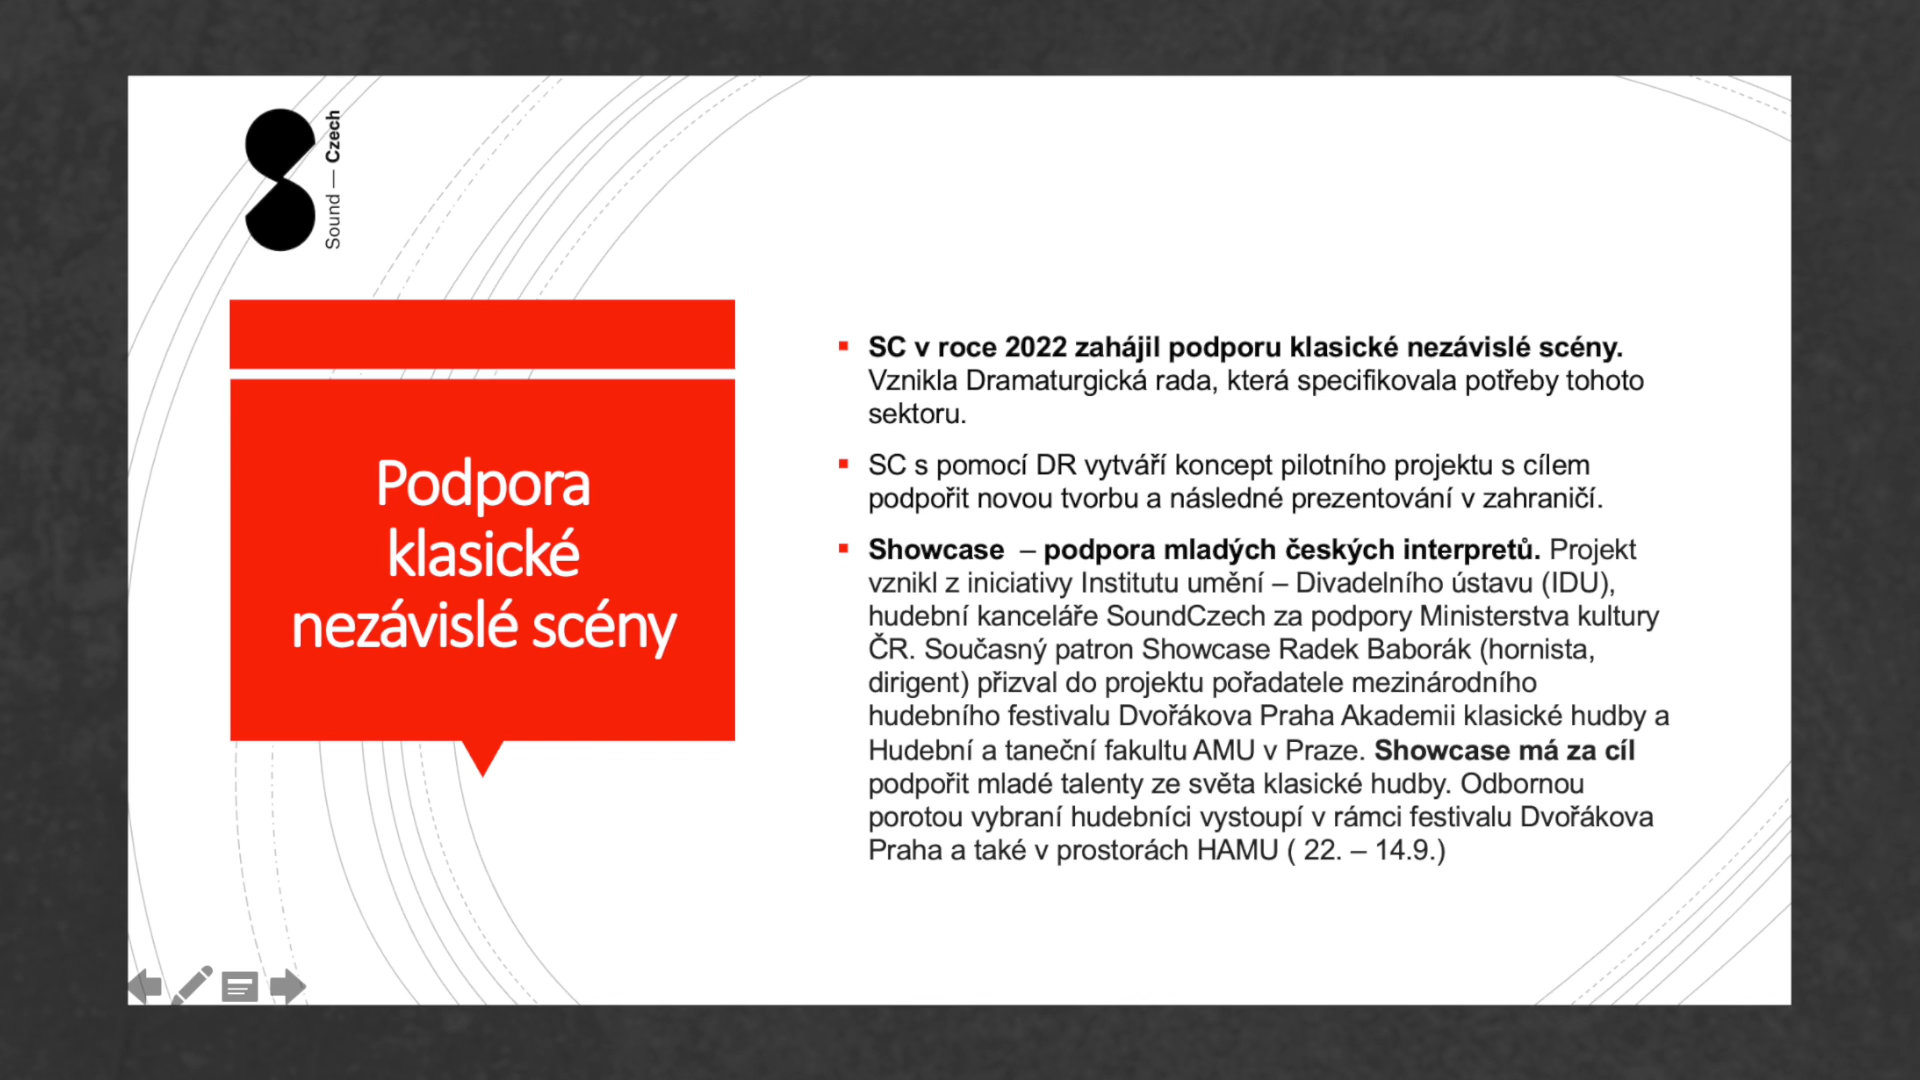 Sound — Czech
Podpora
klasické
nezávislé scény
▪ SC v roce 2022 zahájil podporu klasické nezávislé scény.
Vznikla Dramaturgická rada, která specifikovala potřeby tohoto
sektoru.
▪ SC s pomocí DR vytváří koncept pilotního projektu s cílem
podpořit novou tvorbu a následné prezentování v zahraničí.
▪ Showcase – podpora mladých českých interpretů. Projekt
vznikl z iniciativy Institutu umění – Divadelního ústavu (IDU),
hudební kanceláře SoundCzech za podpory Ministerstva kultury
ČR. Současný patron Showcase Radek Baborák (hornista,
dirigent) přizval do projektu pořadatele mezinárodního
hudebního festivalu Dvořákova Praha Akademii klasické hudby a
Hudební a taneční fakultu AMU v Praze. Showcase má za cíl
podpořit mladé talenty ze světa klasické hudby. Odbornou
porotou vybraní hudebníci vystoupí v rámci festivalu Dvořákova
Praha a také v prostorách HAMU ( 22. – 14.9.)